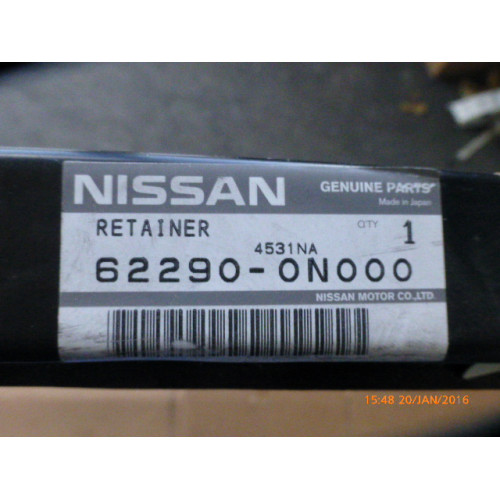 NISSAN GENUINE PARTS
Made in Japan
RETAINER QTY 1
4531NA
62290-0N000
NISSAN MOTOR CO.,LTD.
15:48 20/JAN/2016